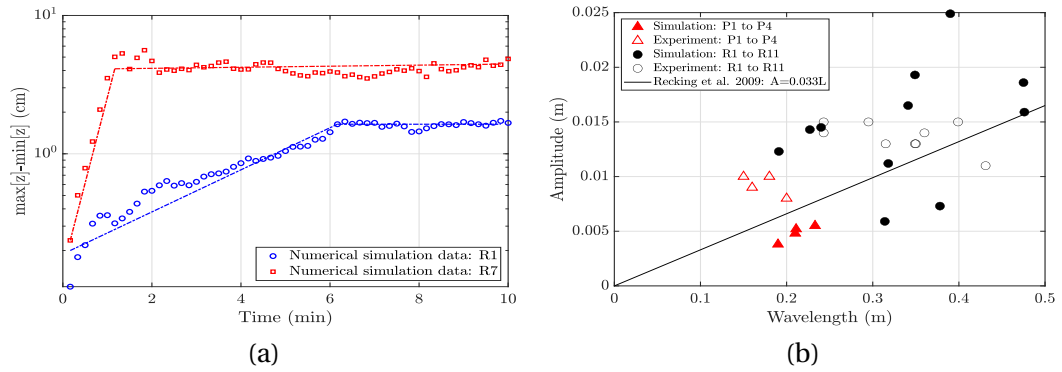 10¹
10⁰
max[z]-min[z] (cm)
0
2
4
6
8
10
Time (min)
Numerical simulation data: R1
Numerical simulation data: R7
(a)
0.025
0.02
0.015
0.01
0.005
0
Amplitude (m)
0
0.1
0.2
0.3
0.4
0.5
Wavelength (m)
Simulation: P1 to P4
Experiment: P1 to P4
Simulation: R1 to R11
Experiment: R1 to R11
Recking et al. 2009: A=0.033L
(b)